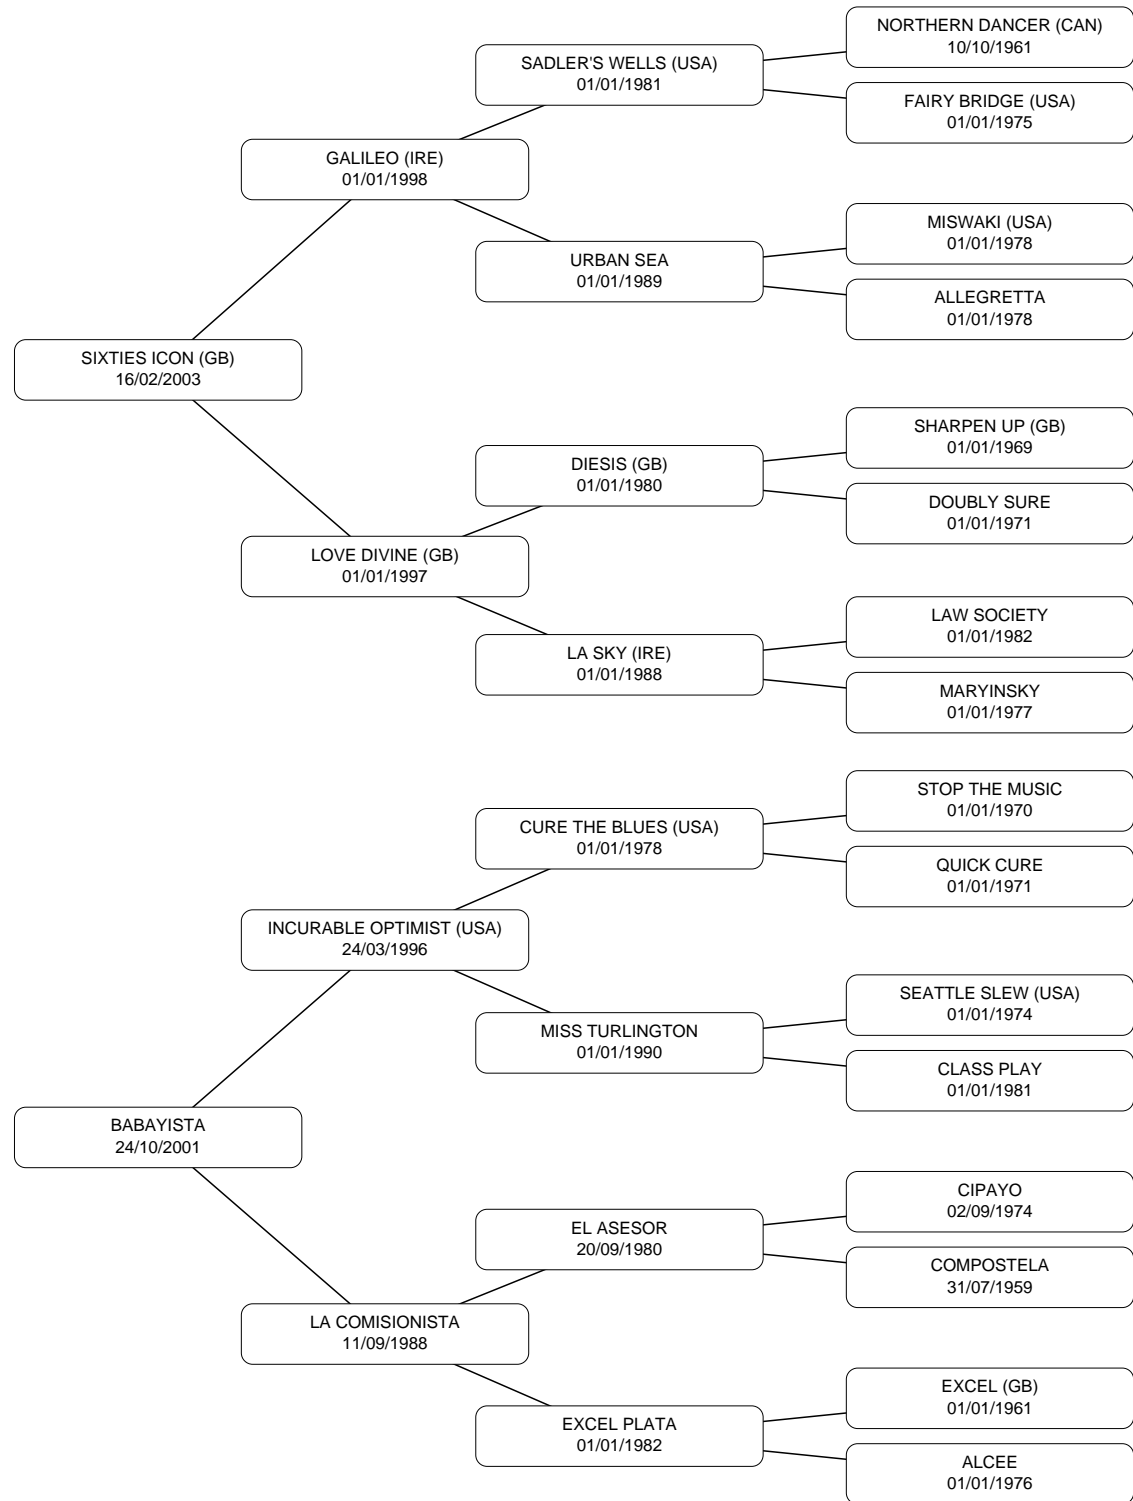 NORTHERN DANCER (CAN)
10/10/1961
SADLER'S WELLS (USA)
01/01/1981
FAIRY BRIDGE (USA)
01/01/1975
GALILEO (IRE)
01/01/1998
MISWAKI (USA)
01/01/1978
URBAN SEA
01/01/1989
ALLEGRETTA
01/01/1978
SIXTIES ICON (GB)
16/02/2003
SHARPEN UP (GB)
01/01/1969
DIESIS (GB)
01/01/1980
DOUBLY SURE
01/01/1971
LOVE DIVINE (GB)
01/01/1997
LAW SOCIETY
01/01/1982
LA SKY (IRE)
01/01/1988
MARYINSKY
01/01/1977
STOP THE MUSIC
01/01/1970
CURE THE BLUES (USA)
01/01/1978
QUICK CURE
01/01/1971
INCURABLE OPTIMIST (USA)
24/03/1996
SEATTLE SLEW (USA)
01/01/1974
MISS TURLINGTON
01/01/1990
CLASS PLAY
01/01/1981
BABAYISTA
24/10/2001
CIPAYO
02/09/1974
EL ASESOR
20/09/1980
COMPOSTELA
31/07/1959
LA COMISIONISTA
11/09/1988
EXCEL (GB)
01/01/1961
EXCEL PLATA
01/01/1982
ALCEE
01/01/1976